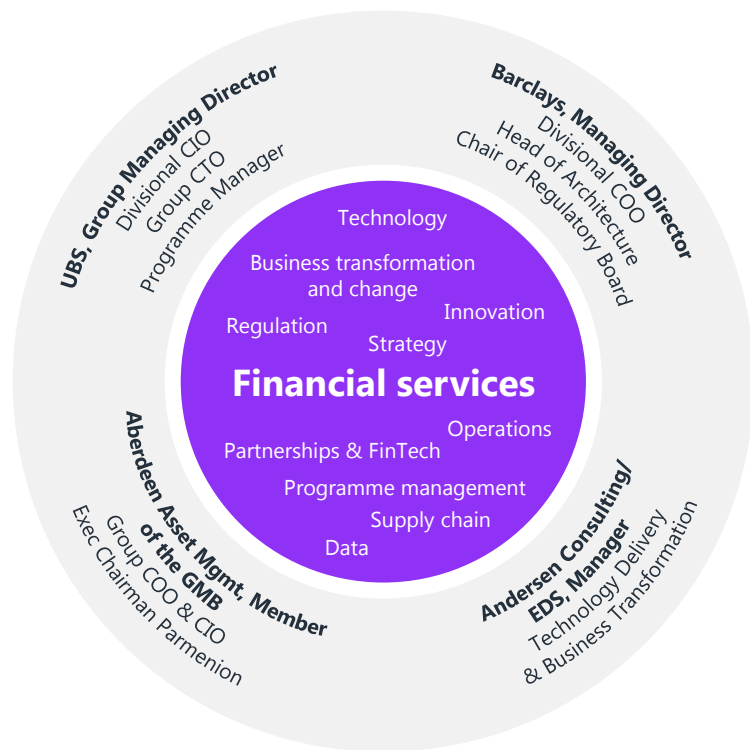 UBS, Group Managing Director
Divisional CIO
Group CTO
Programme Manager
Barclays, Managing Director
Divisional COO
Head of Architecture
Chair of Regulatory Board
Technology
Business transformation
and change
Innovation
Regulation
Strategy
Financial services
Operations
Partnerships & FinTech
Programme management
Supply chain
Data
Aberdeen Asset Mgmt, Member
of the GMB
Group COO & CIO
Exec Chairman Parmenion
Andersen Consulting/
EDS, Manager
Technology Delivery
& Business Transformation